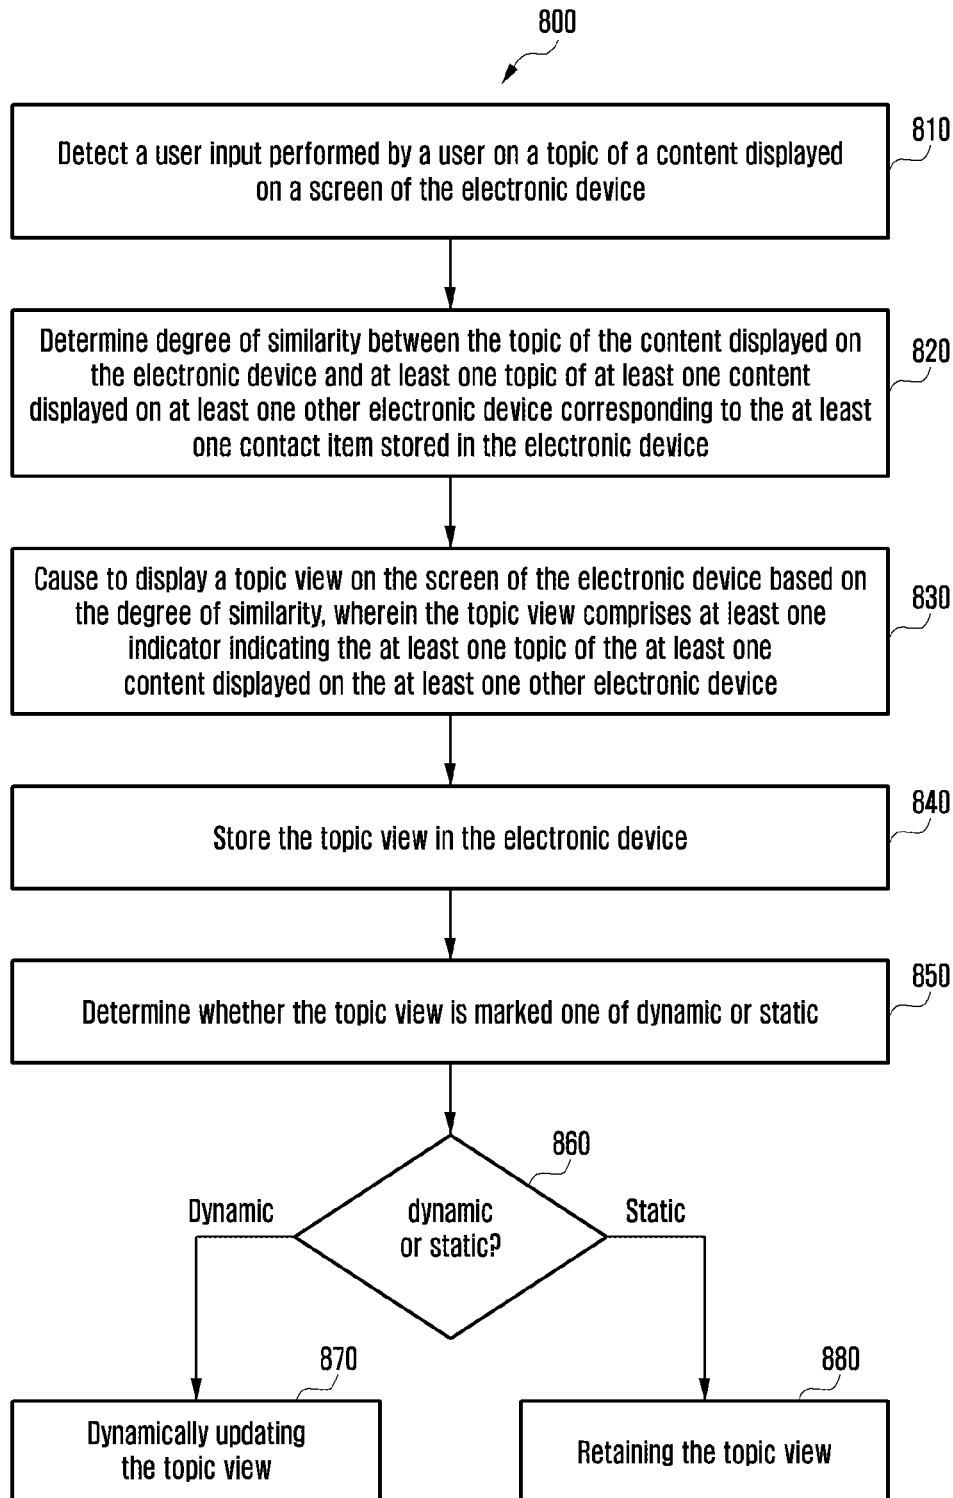 800
810
Detect a user input performed by a user on a topic of a content displayed
on a screen of the electronic device
820
Determine degree of similarity between the topic of the content displayed on
the electronic device and at least one topic of at least one content
displayed on at least one other electronic device corresponding to the at least
one contact item stored in the electronic device
830
Cause to display a topic view on the screen of the electronic device based on
the degree of similarity, wherein the topic view comprises at least one
indicator indicating the at least one topic of the at least one
content displayed on the at least one other electronic device
840
Store the topic view in the electronic device
850
Determine whether the topic view is marked one of dynamic or static
860
Dynamic
dynamic
or static?
Static
870
Dynamically updating
the topic view
880
Retaining the topic view